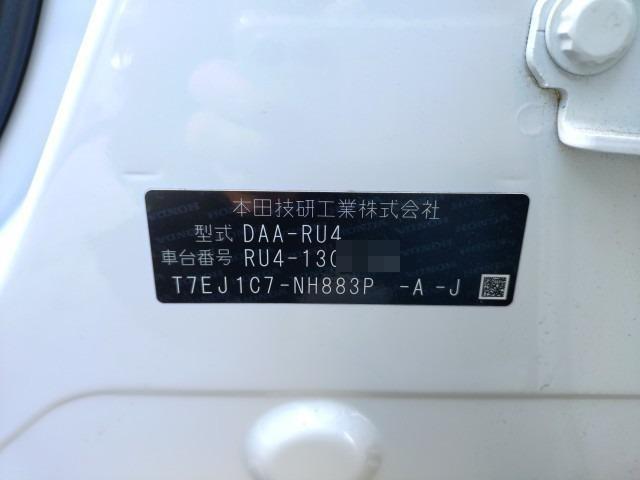 本田技研工業株式会社
型式 DAA-RU4
車台番号 RU4-130
T7EJ1C7-NH883P -A -J